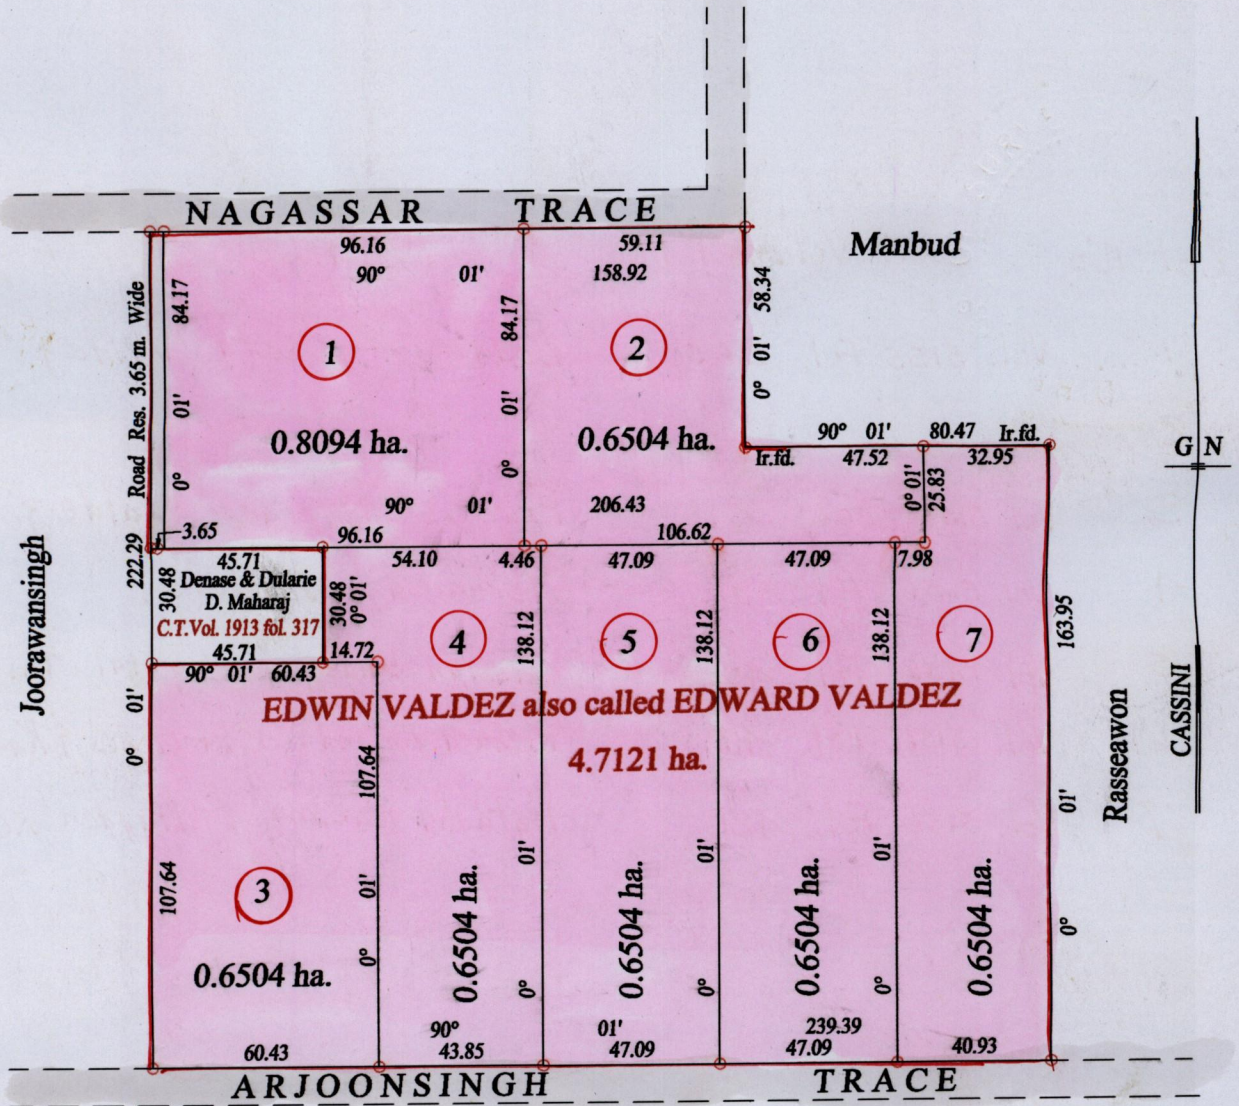 NAGASSAR TRACE
96.16
59.11
Manbud
90° 01'
158.92
Road Res. 3.65 m. Wide
84.17
0° 01'
84.17
0° 01'
58.34
0° 01'
1
2
0.8094 ha.
0.6504 ha.
90° 01' 80.47 Ir.fd.
Ir.fd. 47.52 32.95
G N
0° 01'
25.83
90° 01' 206.43
3.65 96.16 106.62
222.29
45.71 54.10 4.46 47.09 47.09 7.98
Joorawansingh
30.48
Denase & Dularie
D. Maharaj
C.T.Vol. 1913 fol. 317
30.48
0° 01'
45.71 14.72
90° 01' 60.43
4
5
6
7
138.12
138.12
138.12
163.95
0° 01'
EDWIN VALDEZ also called EDWARD VALDEZ
4.7121 ha.
CASSINI
Rasseawon
107.64
107.64
0° 01'
0° 01'
0° 01'
0° 01'
0° 01'
3
0.6504 ha.
0.6504 ha.
0.6504 ha.
0.6504 ha.
0.6504 ha.
90° 01' 239.39
60.43 43.85 47.09 47.09 40.93
ARJOONSINGH TRACE